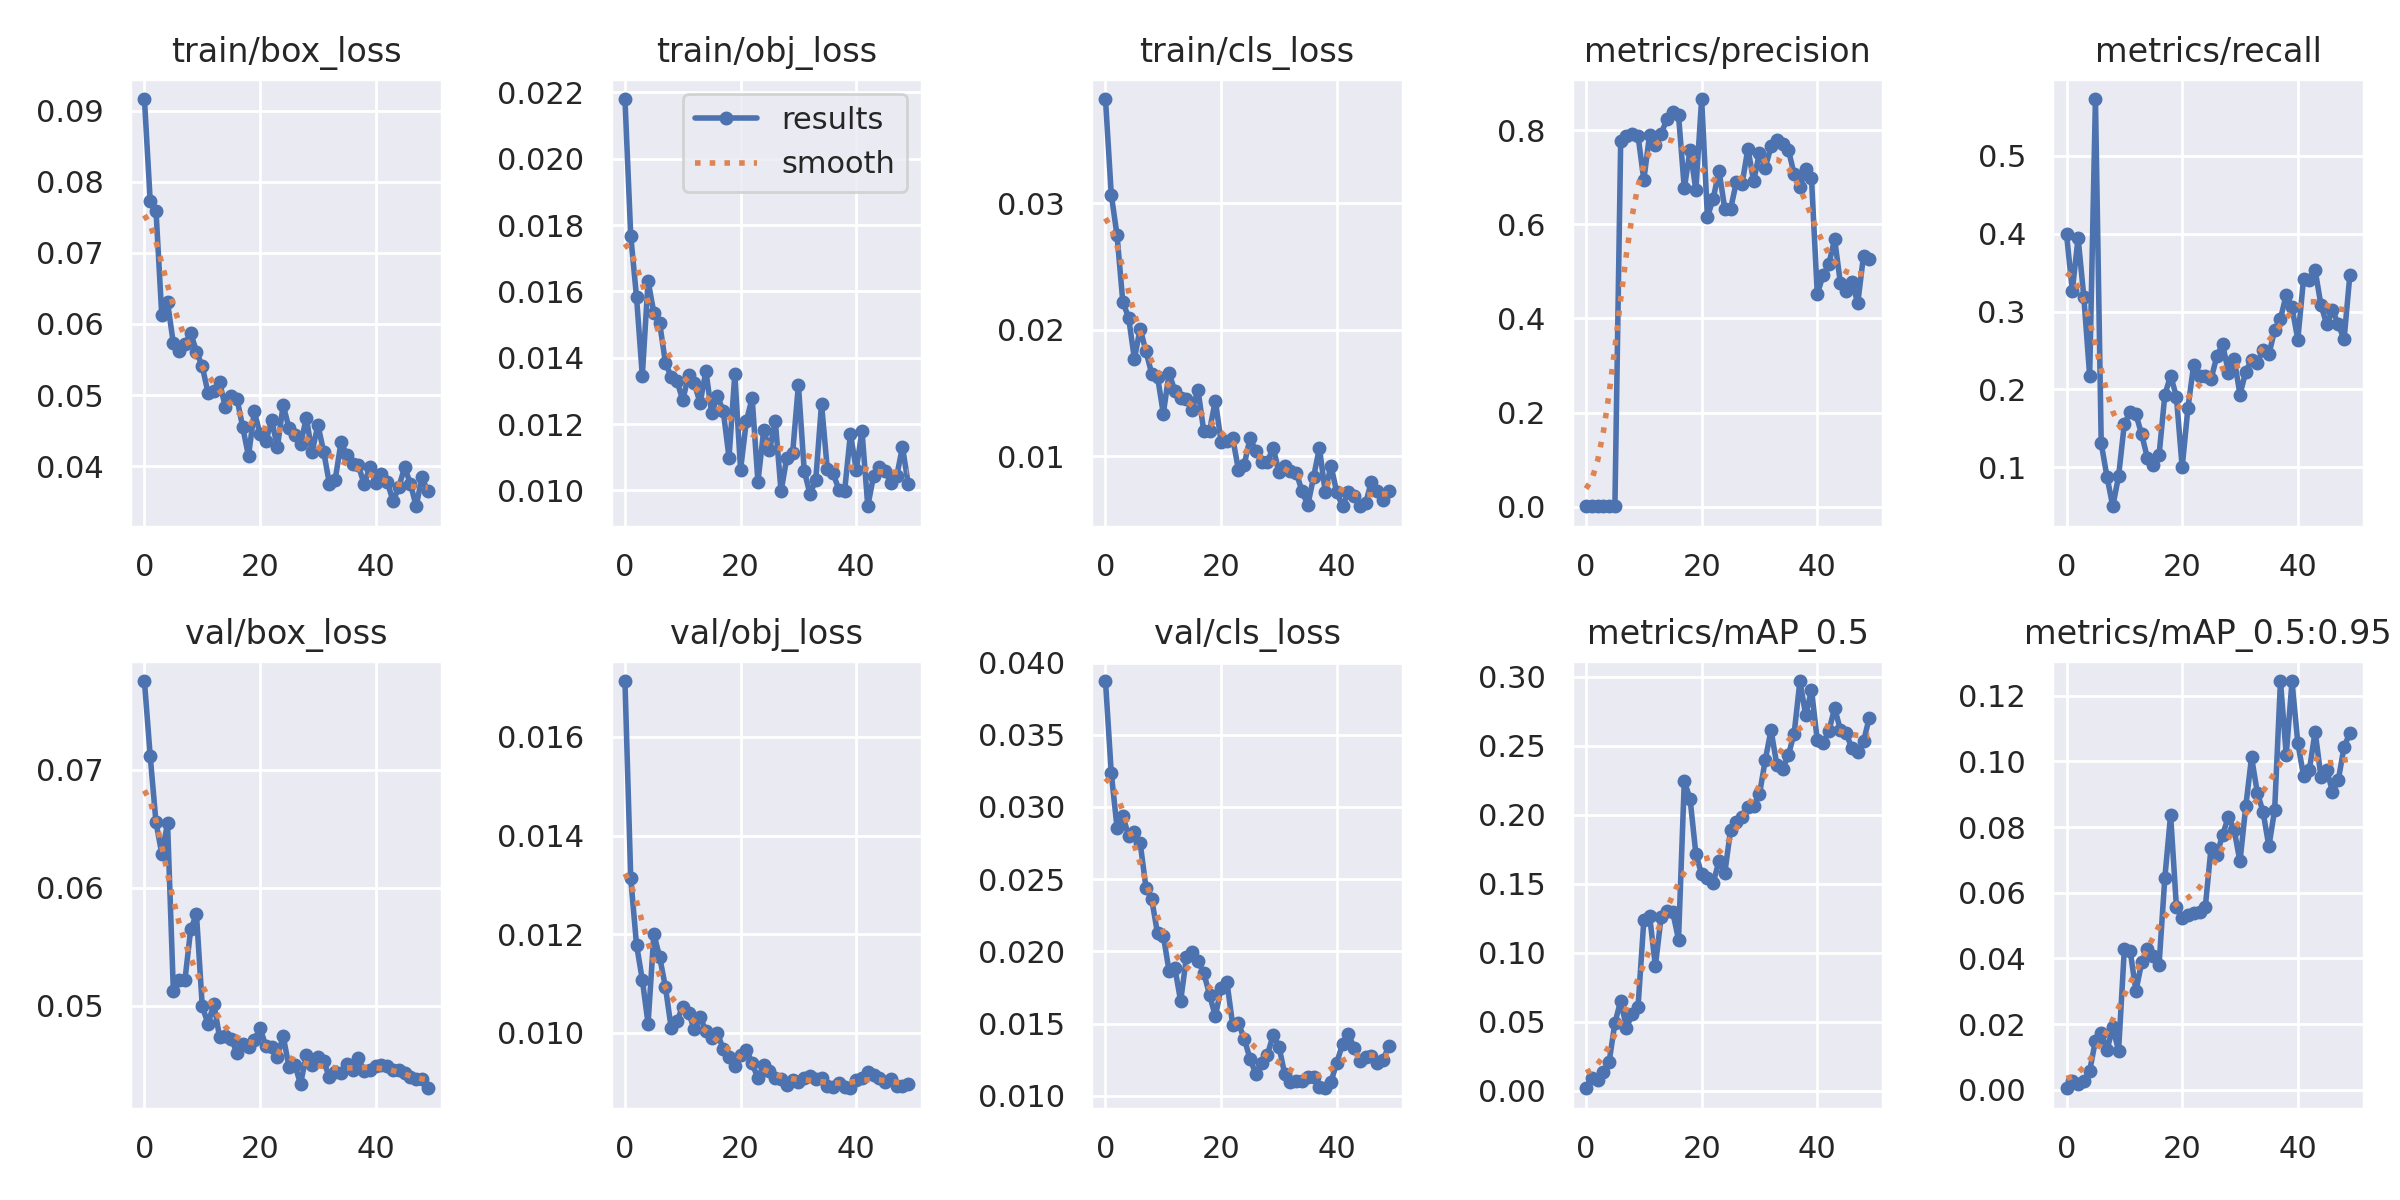 train/box_loss
0.09
0.08
0.07
0.06
0.05
0.04
0 20 40
train/obj_loss
results
smooth
0.022
0.020
0.018
0.016
0.014
0.012
0.010
0 20 40
train/cls_loss
0.03
0.02
0.01
0 20 40
metrics/precision
0.8
0.6
0.4
0.2
0.0
0 20 40
metrics/recall
0.5
0.4
0.3
0.2
0.1
0 20 40
val/box_loss
0.07
0.06
0.05
0 20 40
val/obj_loss
0.016
0.014
0.012
0.010
0 20 40
val/cls_loss
0.040
0.035
0.030
0.025
0.020
0.015
0.010
0 20 40
metrics/mAP_0.5
0.30
0.25
0.20
0.15
0.10
0.05
0.00
0 20 40
metrics/mAP_0.5:0.95
0.12
0.10
0.08
0.06
0.04
0.02
0.00
0 20 40